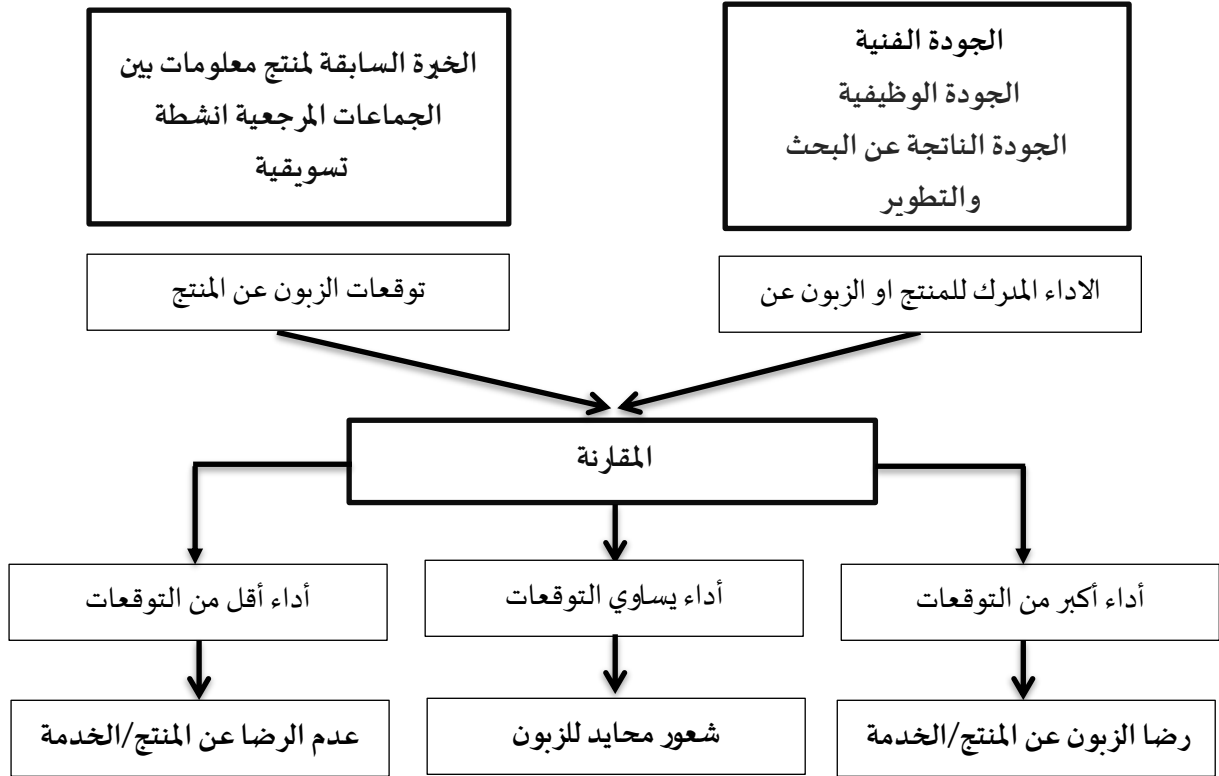 الجودة الفنية
الجودة الوظيفية
الجودة الناتجة عن البحث
والتطوير
الخبرة السابقة لمنتج معلومات بين
الجماعات المرجعية انشطة
تسويقية
الاداء المدرك للمنتج او الزبون عن
توقعات الزبون عن المنتج
المقارنة
أداء أكبر من التوقعات
أداء يساوي التوقعات
أداء أقل من التوقعات
رضا الزبون عن المنتج/الخدمة
شعور محايد للزبون
عدم الرضا عن المنتج/الخدمة